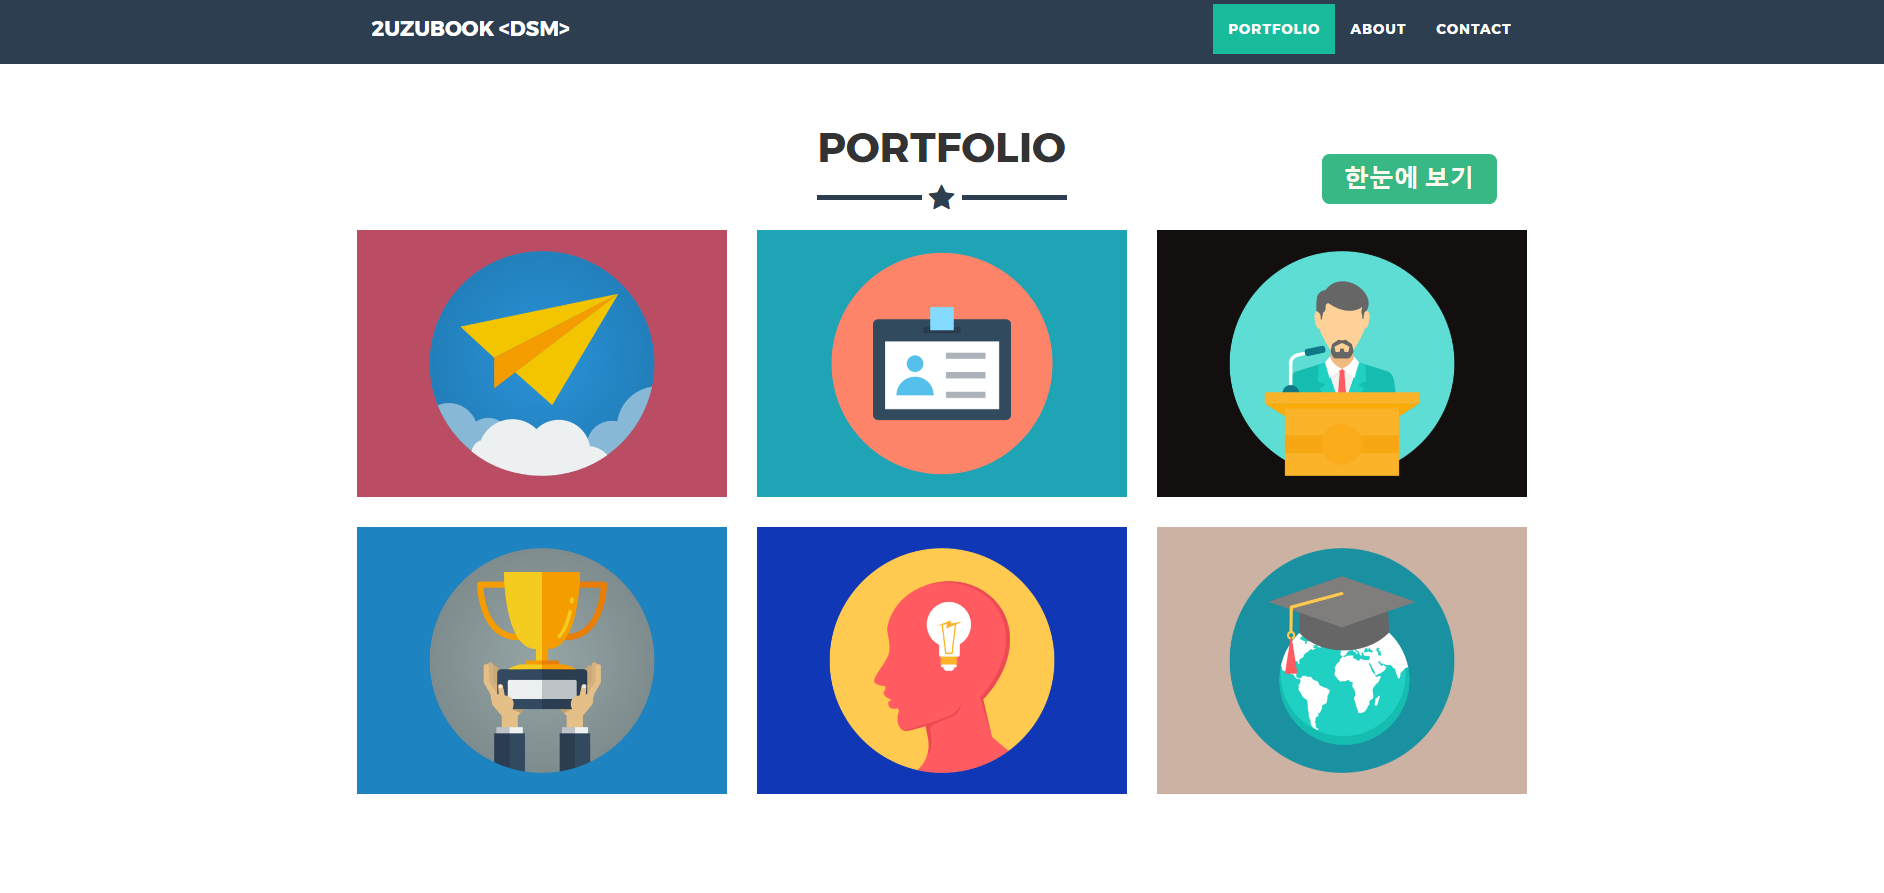 2UZUBOOK <DSM>
PORTFOLIO
ABOUT
CONTACT
PORTFOLIO
한눈에 보기